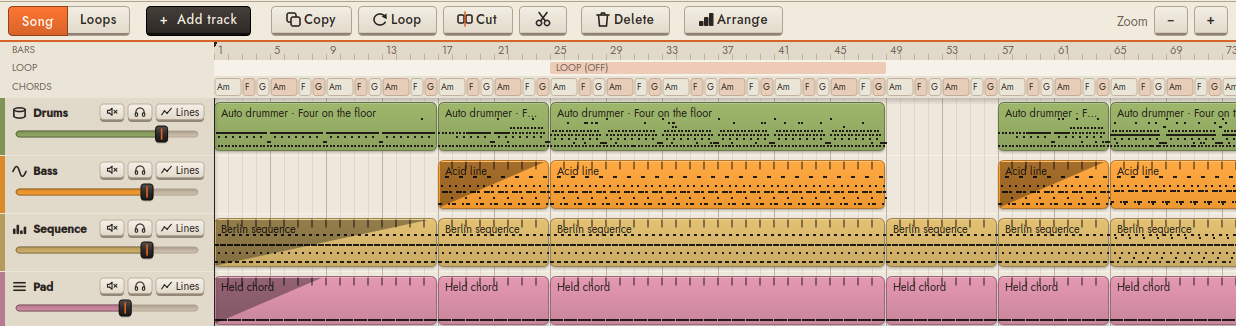 Song Loops + Add track Copy Loop Cut Delete Arrange Zoom − +
BARS 1 5 9 13 17 21 25 29 33 37 41 45 49 53 57 61 65 69 73
LOOP LOOP (OFF)
CHORDS Am F G Am F G Am F G Am F G Am F G Am F G Am F G Am F G Am F G Am F G Am F G Am F G Am F G Am F G Am F G Am F G Am F G Am F G Am
Drums Lines Auto drummer · Four on the floor Auto drummer · F... Auto drummer · Four on the floor Auto drummer · F... Auto drummer · Four on t
Bass Lines Acid line Acid line Acid line Acid line
Sequence Lines Berlin sequence Berlin sequence Berlin sequence Berlin sequence Berlin sequence Berlin sequence
Pad Lines Held chord Held chord Held chord Held chord Held chord Held chord